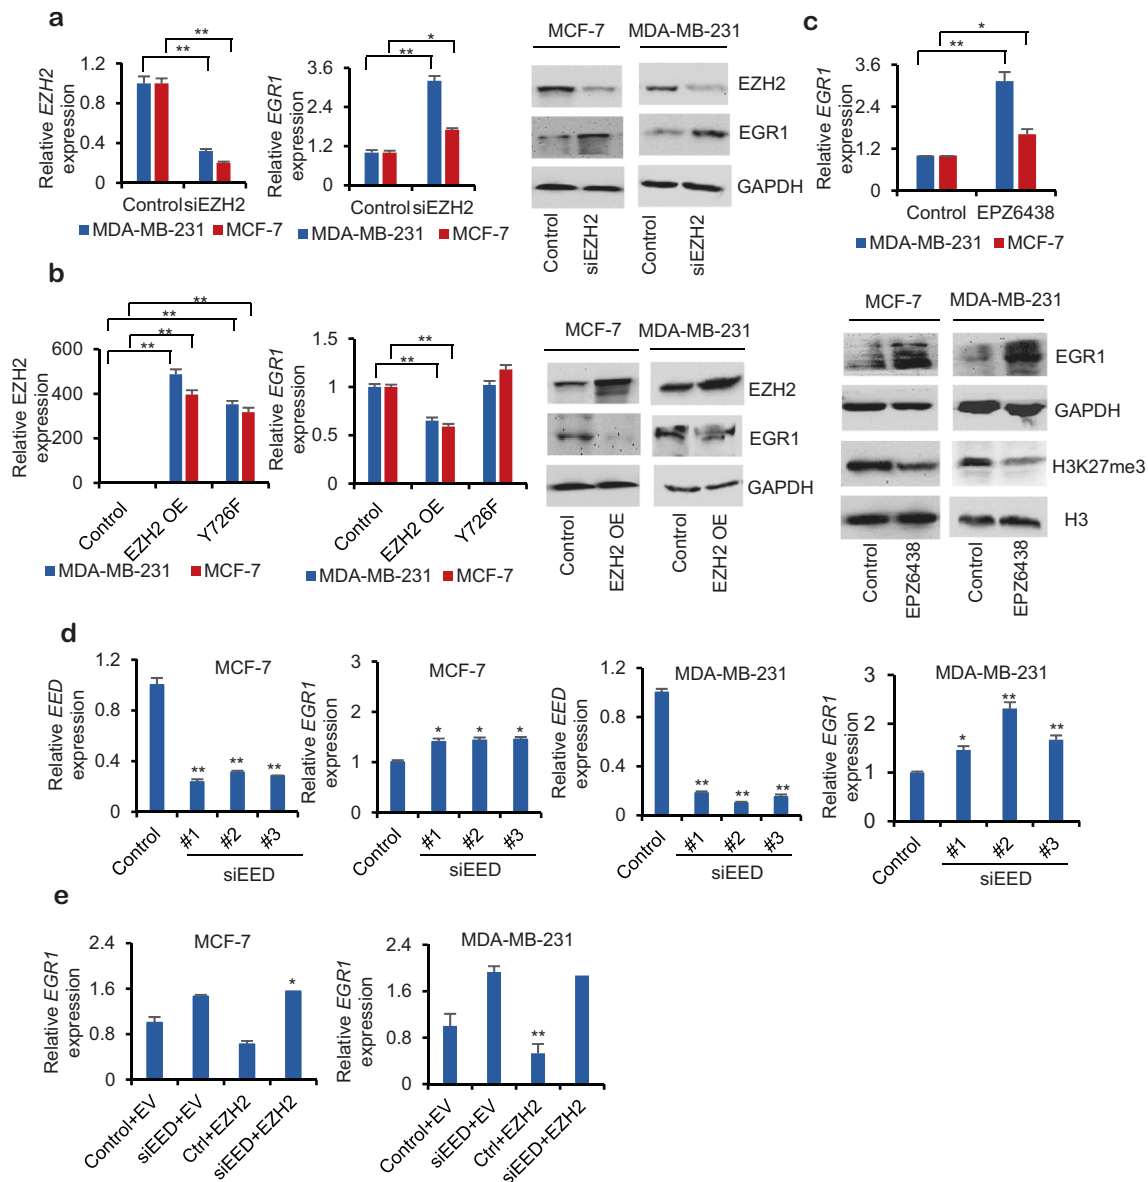 a
Relative EZH2
expression
1.2
0.8
0.4
0
**
**
Control siEZH2
MDA-MB-231 MCF-7
Relative EGR1
expression
3.6
2.4
1.2
0
*
**
Control siEZH2
MDA-MB-231 MCF-7
MCF-7 MDA-MB-231
EZH2
EGR1
GAPDH
Control
siEZH2
Control
siEZH2
c
Relative EGR1
expression
3.6
2.4
1.2
0
*
**
Control EPZ6438
MDA-MB-231 MCF-7
MCF-7 MDA-MB-231
EGR1
GAPDH
H3K27me3
H3
Control
EPZ6438
Control
EPZ6438
b
Relative EZH2
expression
600
400
200
0
**
**
**
**
Control
EZH2 OE
Y726F
MDA-MB-231 MCF-7
Relative EGR1
expression
1.5
1
0.5
0
**
**
Control
EZH2 OE
Y726F
MDA-MB-231 MCF-7
MCF-7 MDA-MB-231
EZH2
EGR1
GAPDH
Control
EZH2 OE
Control
EZH2 OE
d
MCF-7
Relative EED
expression
1.2
0.8
0.4
0
** ** **
Control
#1
#2
#3
siEED
MCF-7
Relative EGR1
expression
3
2
1
0
* * *
Control
#1
#2
#3
siEED
MDA-MB-231
Relative EED
expression
1.2
0.8
0.4
0
** ** **
Control
#1
#2
#3
siEED
MDA-MB-231
Relative EGR1
expression
3
2
1
0
* ** **
Control
#1
#2
#3
siEED
e
MCF-7
Relative EGR1
expression
2.4
1.6
0.8
0
*
Control+EV
siEED+EV
Ctrl+EZH2
siEED+EZH2
MDA-MB-231
Relative EGR1
expression
2.4
1.6
0.8
0
**
Control+EV
siEED+EV
Ctrl+EZH2
siEED+EZH2